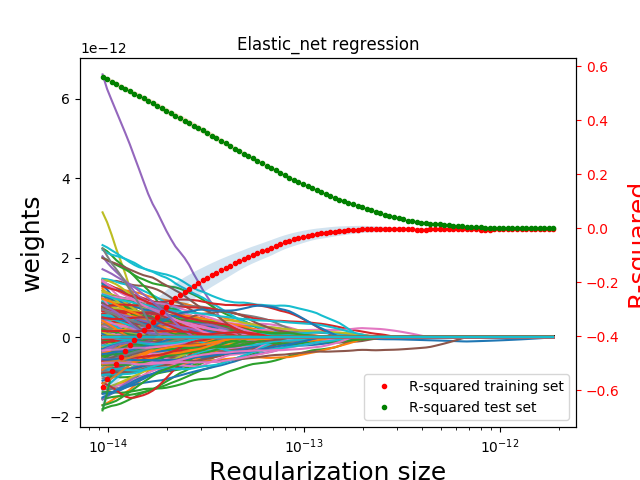 Elastic_net regression
1e−12
6
4
2
0
−2
weights
0.6
0.4
0.2
0.0
−0.2
−0.4
−0.6
R-squared
R-squared training set
R-squared test set
10⁻¹⁴
10⁻¹³
10⁻¹²
Regularization size